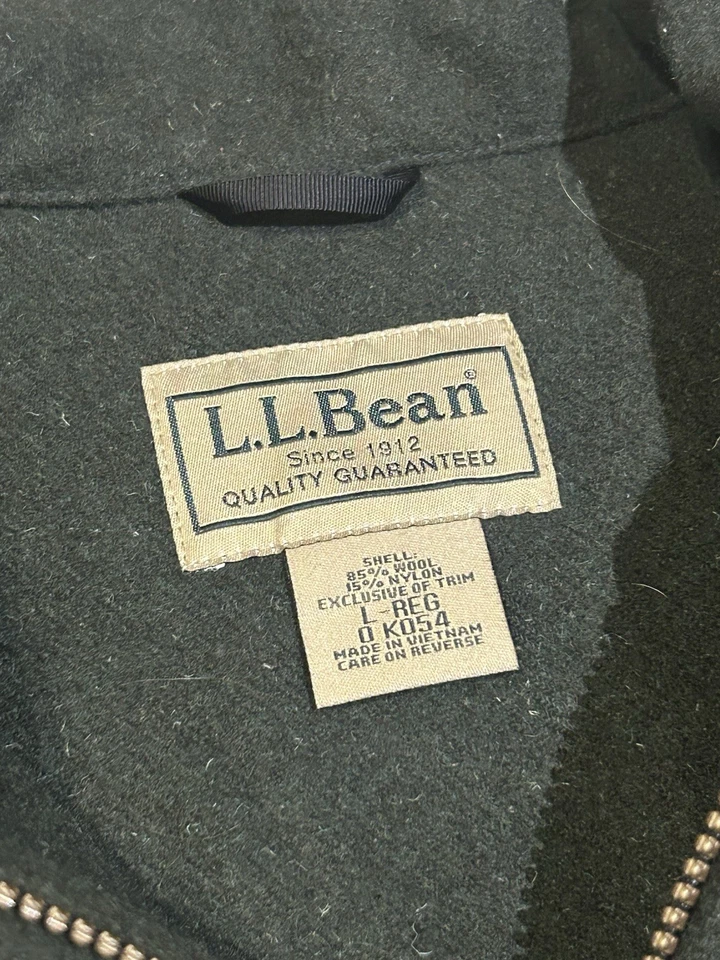 L.L.Bean®
Since 1912
QUALITY GUARANTEED
SHELL:
85% WOOL
15% NYLON
EXCLUSIVE OF TRIM
L-REG
0 K054
MADE IN VIETNAM
CARE ON REVERSE